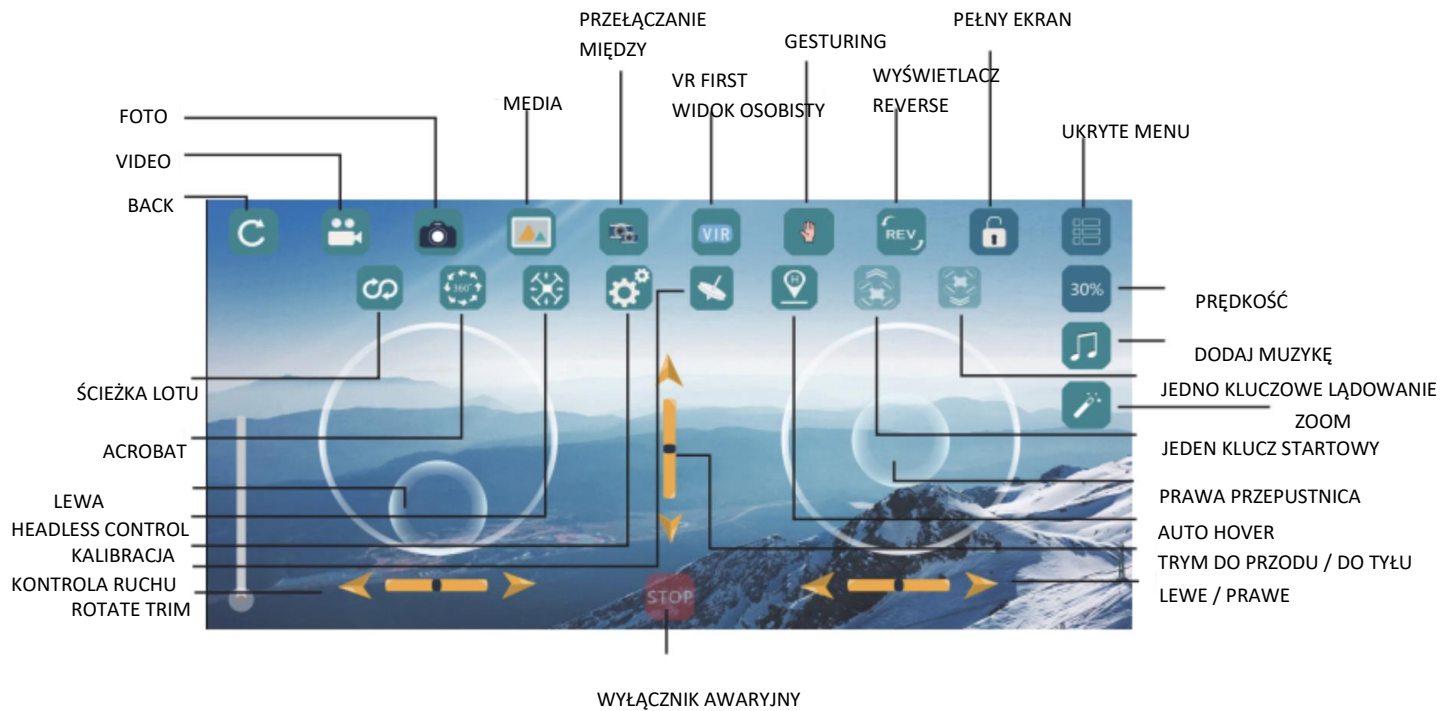 PRZEŁĄCZANIE
MIĘDZY
GESTURING
PEŁNY EKRAN
VR FIRST
WIDOK OSOBISTY
WYŚWIETLACZ
REVERSE
MEDIA
FOTO
UKRYTE MENU
VIDEO
BACK
VIR
REV
360°
H
30%
PRĘDKOŚĆ
DODAJ MUZYKĘ
ŚCIEŻKA LOTU
JEDNO KLUCZOWE LĄDOWANIE
ZOOM
ACROBAT
JEDEN KLUCZ STARTOWY
LEWA
PRAWA PRZEPUSTNICA
HEADLESS CONTROL
AUTO HOVER
KALIBRACJA
TRYM DO PRZODU / DO TYŁU
KONTROLA RUCHU
LEWE / PRAWE
ROTATE TRIM
STOP
WYŁĄCZNIK AWARYJNY